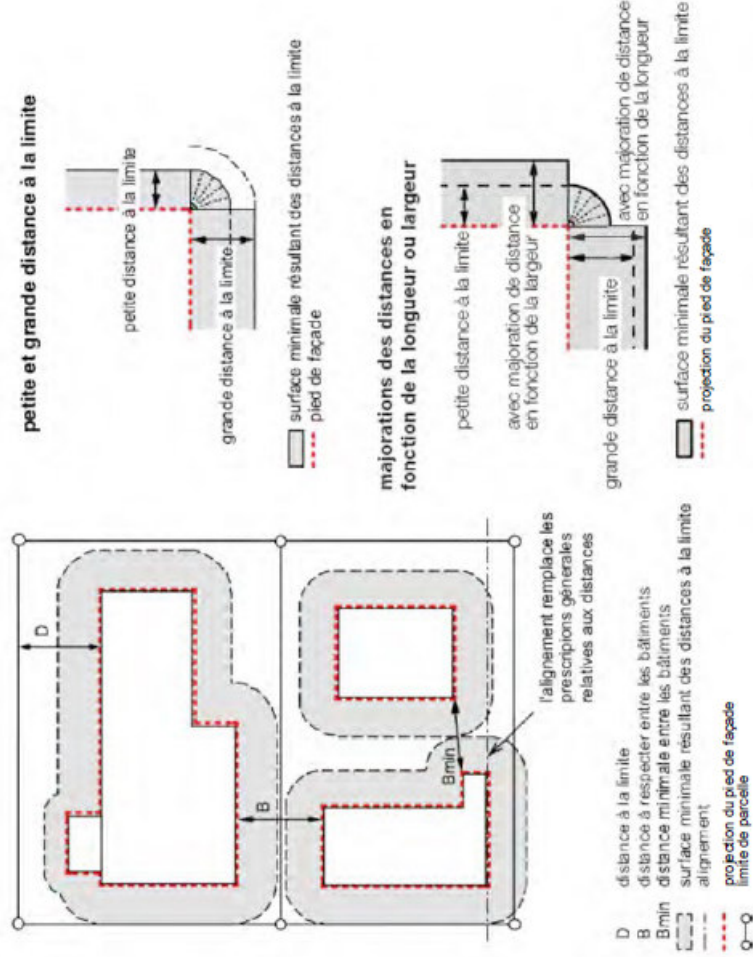 D
B
Bmin
l'alignement remplace les
prescripions génerales
relatives aux distances
D distance à la limite
B distance à respecter entre les bâtiments
Bmin distance minimale entre les bâtiments
surface minimale résultant des distances à la limite
alignement
projection du pied de façade
limite de parcelle
petite et grande distance à la limite
petite distance à la limite
grande distance à la limite
surface minimale résultant des distances à la limite
pied de façade
majorations des distances en
fonction de la longueur ou largeur
petite distance à la limite
avec majoration de distance
en fonction de la largeur
grande distance à la limite
avec majoration de distance
en fonction de la longueur
surface minimale résultant des distances à la limite
projection du pied de façade